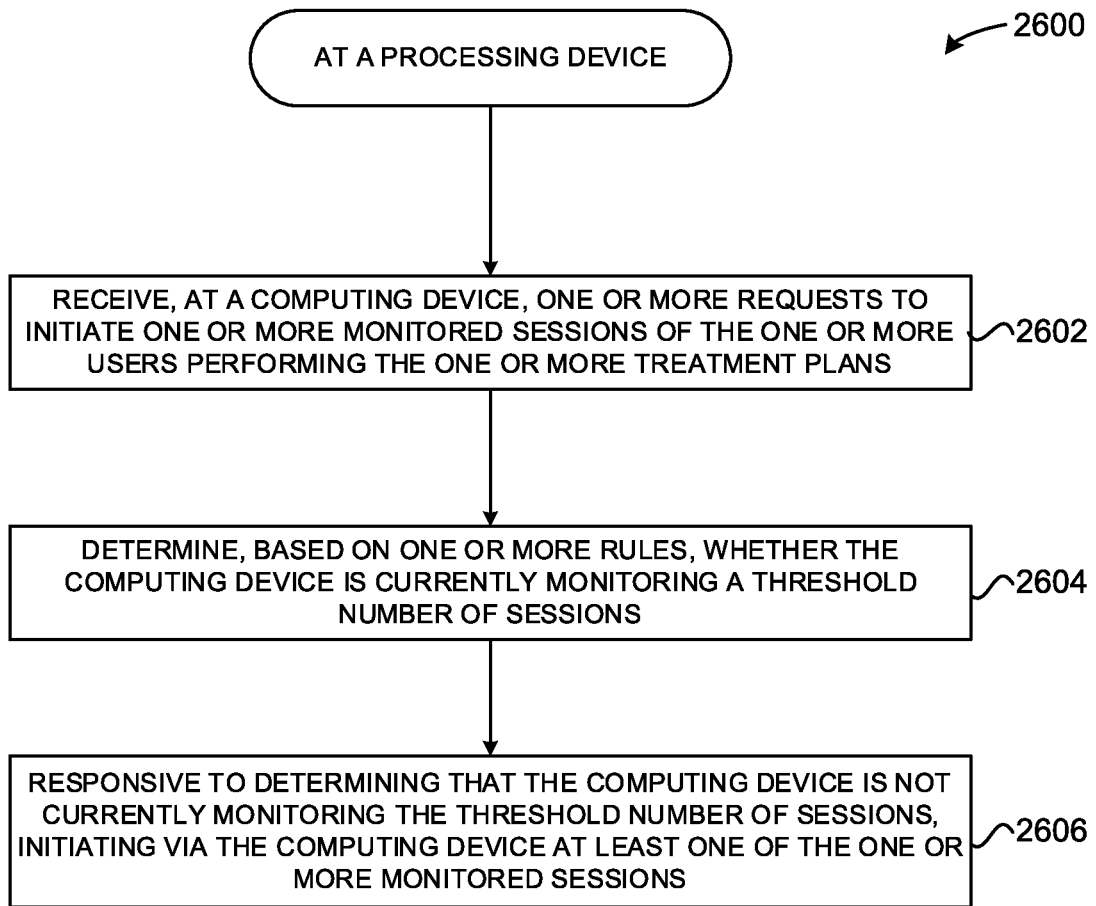 2600
AT A PROCESSING DEVICE
RECEIVE, AT A COMPUTING DEVICE, ONE OR MORE REQUESTS TO
INITIATE ONE OR MORE MONITORED SESSIONS OF THE ONE OR MORE
USERS PERFORMING THE ONE OR MORE TREATMENT PLANS
2602
DETERMINE, BASED ON ONE OR MORE RULES, WHETHER THE
COMPUTING DEVICE IS CURRENTLY MONITORING A THRESHOLD
NUMBER OF SESSIONS
2604
RESPONSIVE TO DETERMINING THAT THE COMPUTING DEVICE IS NOT
CURRENTLY MONITORING THE THRESHOLD NUMBER OF SESSIONS,
INITIATING VIA THE COMPUTING DEVICE AT LEAST ONE OF THE ONE OR
MORE MONITORED SESSIONS
2606